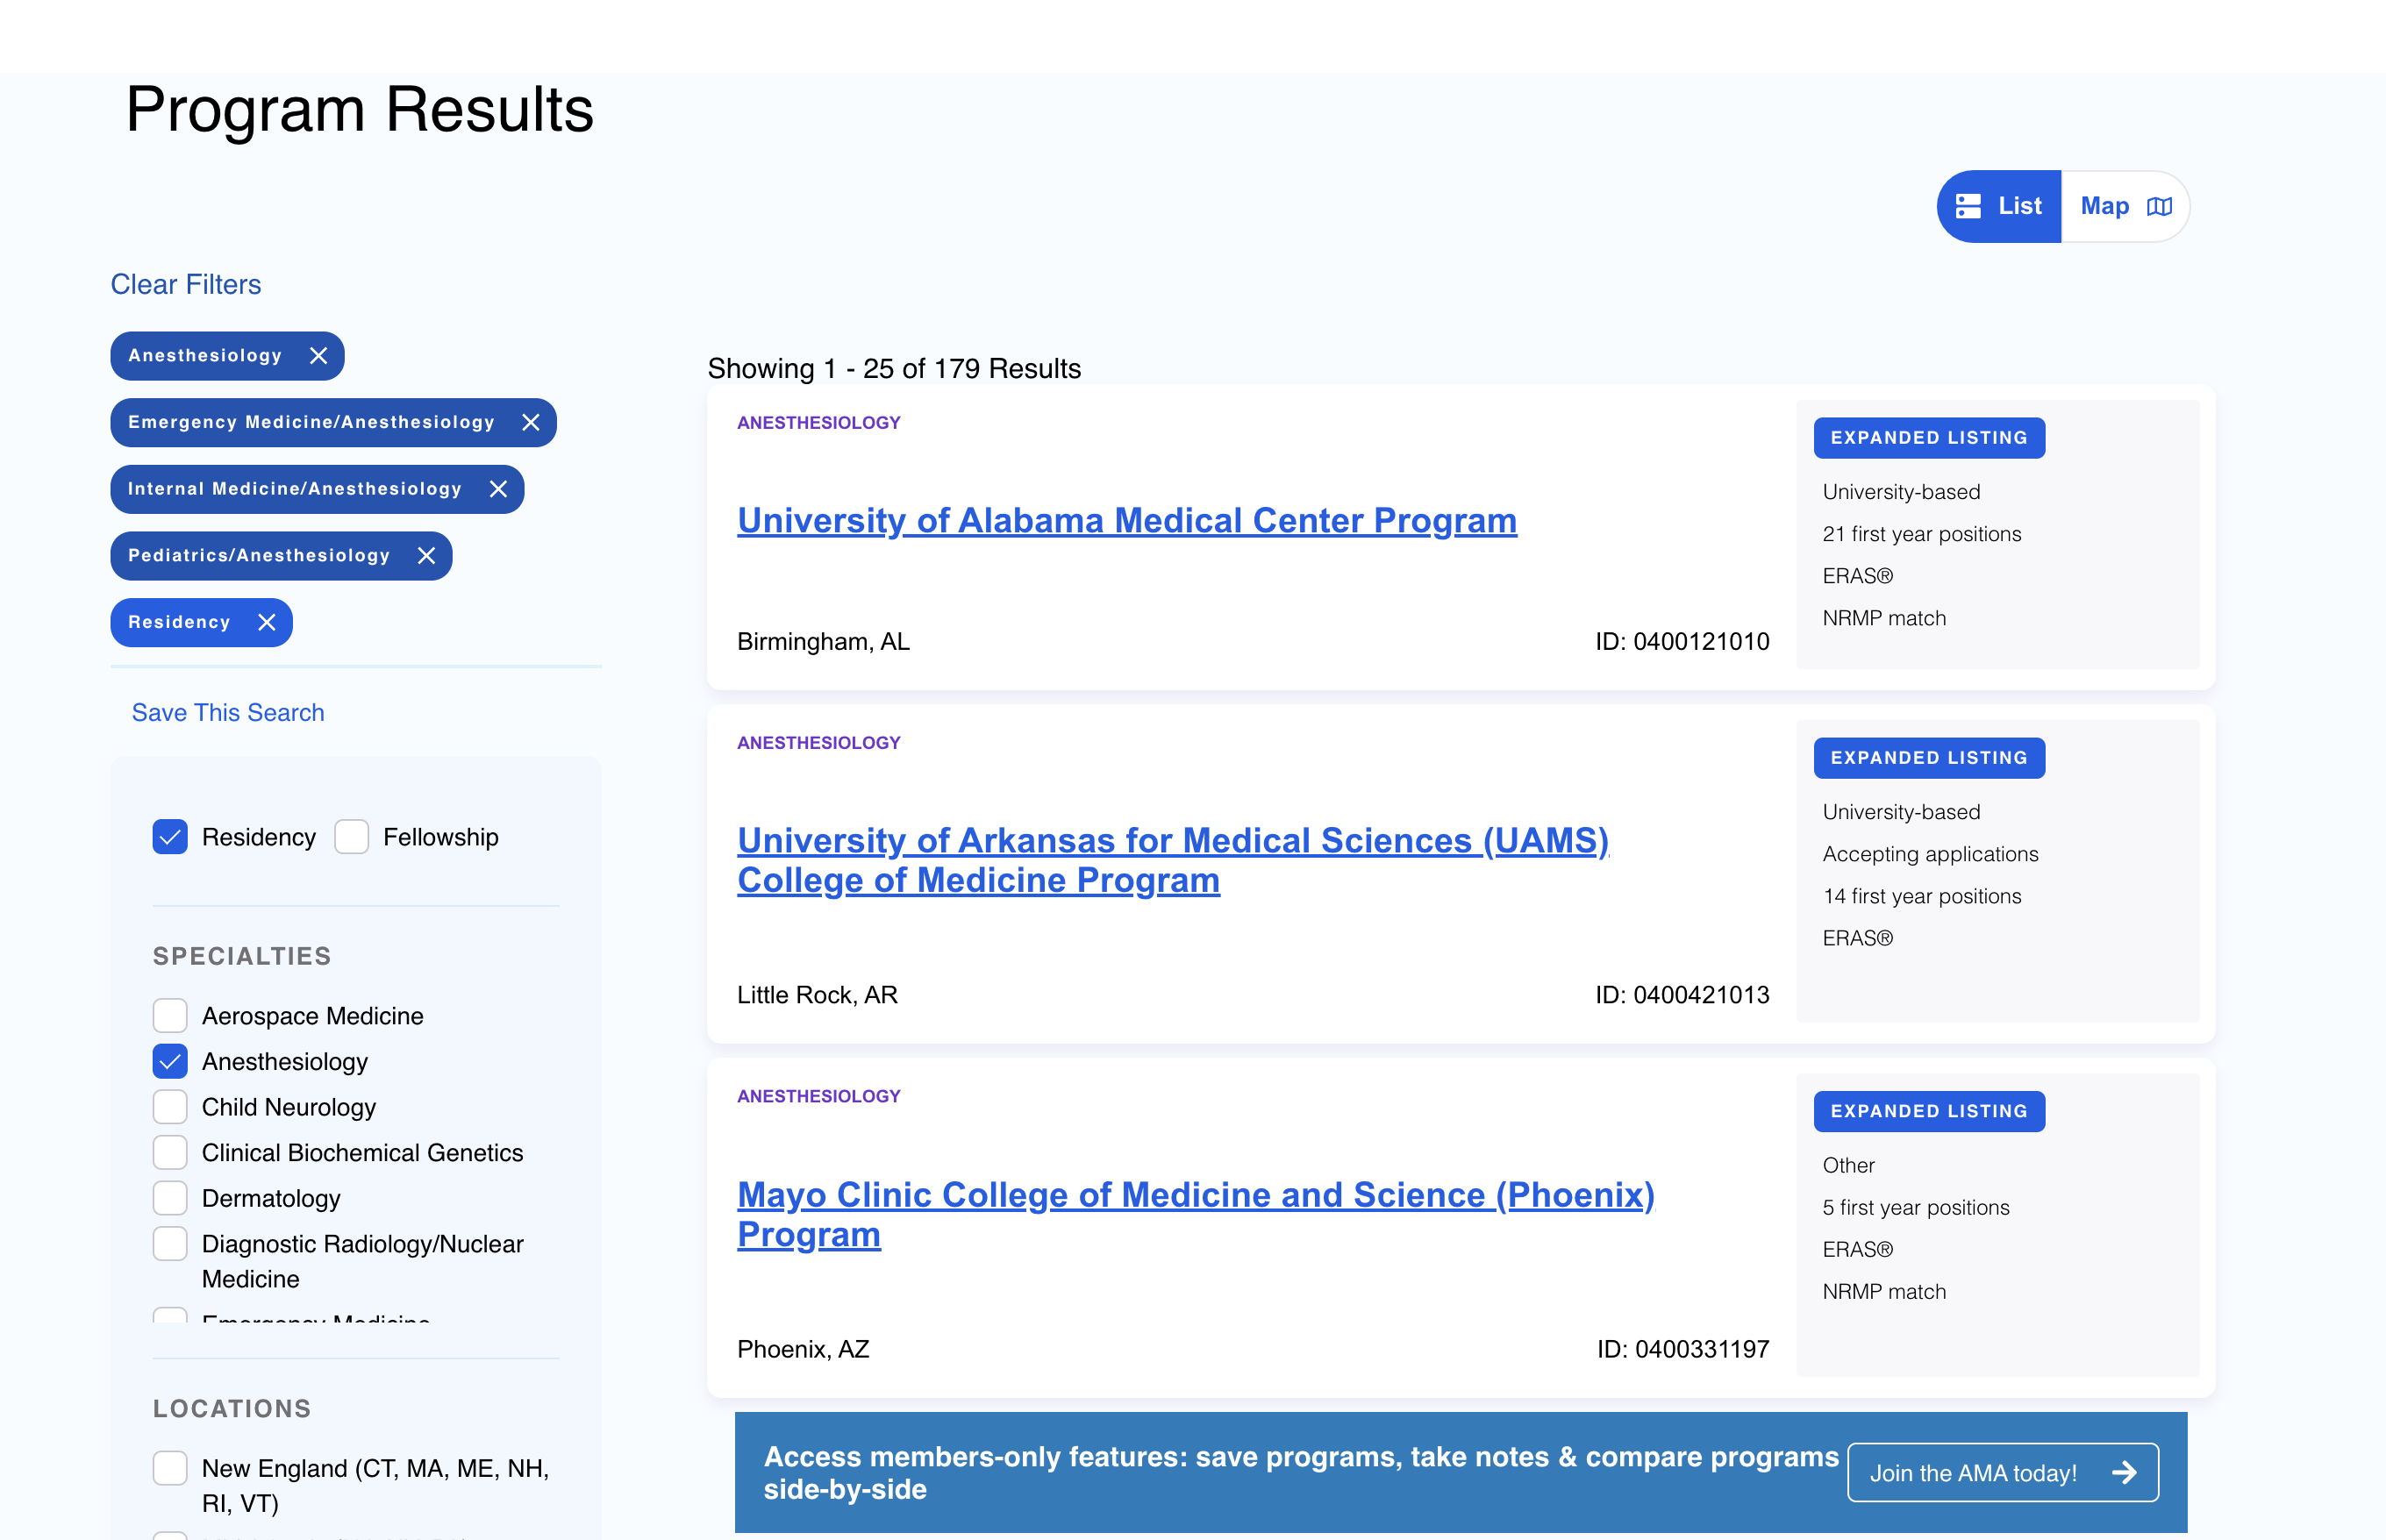 Program Results
List
Map
Clear Filters
Anesthesiology
Emergency Medicine/Anesthesiology
Internal Medicine/Anesthesiology
Pediatrics/Anesthesiology
Residency
Save This Search
Residency
Fellowship
SPECIALTIES
Aerospace Medicine
Anesthesiology
Child Neurology
Clinical Biochemical Genetics
Dermatology
Diagnostic Radiology/Nuclear
Medicine
Emergency Medicine
LOCATIONS
New England (CT, MA, ME, NH,
RI, VT)
Showing 1 - 25 of 179 Results
ANESTHESIOLOGY
University of Alabama Medical Center Program
Birmingham, AL
ID: 0400121010
EXPANDED LISTING
University-based
21 first year positions
ERAS®
NRMP match
ANESTHESIOLOGY
University of Arkansas for Medical Sciences (UAMS)
College of Medicine Program
Little Rock, AR
ID: 0400421013
EXPANDED LISTING
University-based
Accepting applications
14 first year positions
ERAS®
ANESTHESIOLOGY
Mayo Clinic College of Medicine and Science (Phoenix)
Program
Phoenix, AZ
ID: 0400331197
EXPANDED LISTING
Other
5 first year positions
ERAS®
NRMP match
Access members-only features: save programs, take notes & compare programs
side-by-side
Join the AMA today!